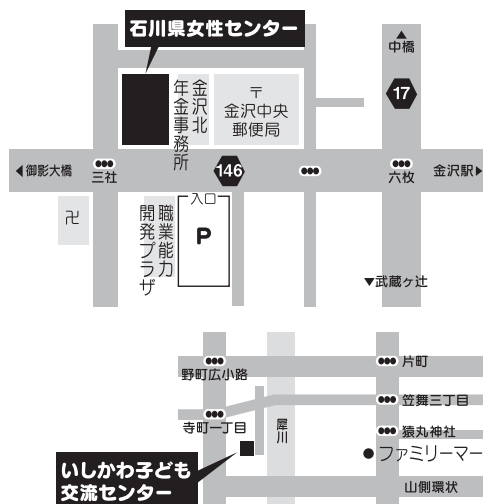 石川県女性センター
▲
中橋
17
金沢北
年金事務所
〒
金沢中央
郵便局
◀御影大橋
三社
146
六枚
金沢駅▶
卍
職業能力
開発プラザ
入口
P
▼武蔵ヶ辻
野町広小路
片町
笠舞三丁目
寺町一丁目
犀川
猿丸神社
ファミリーマー
いしかわ子ども
交流センター
山側環状